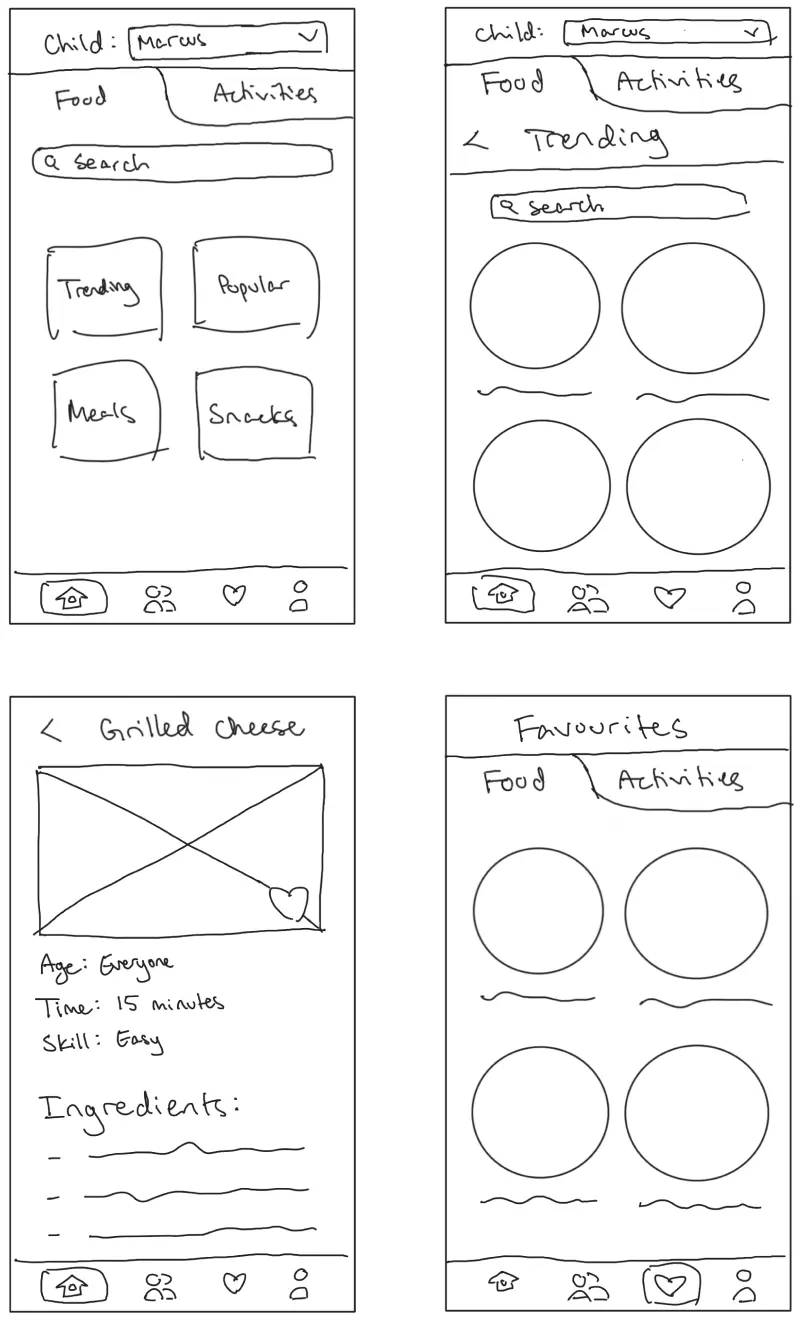 Child: Marcus
Food Activities
Search
Trending Popular
Meals Snacks
Child: Marcus
Food Activities
< Trending
Search
< Grilled cheese
Age: Everyone
Time: 15 minutes
Skill: Easy
Ingredients:
Favourites
Food Activities